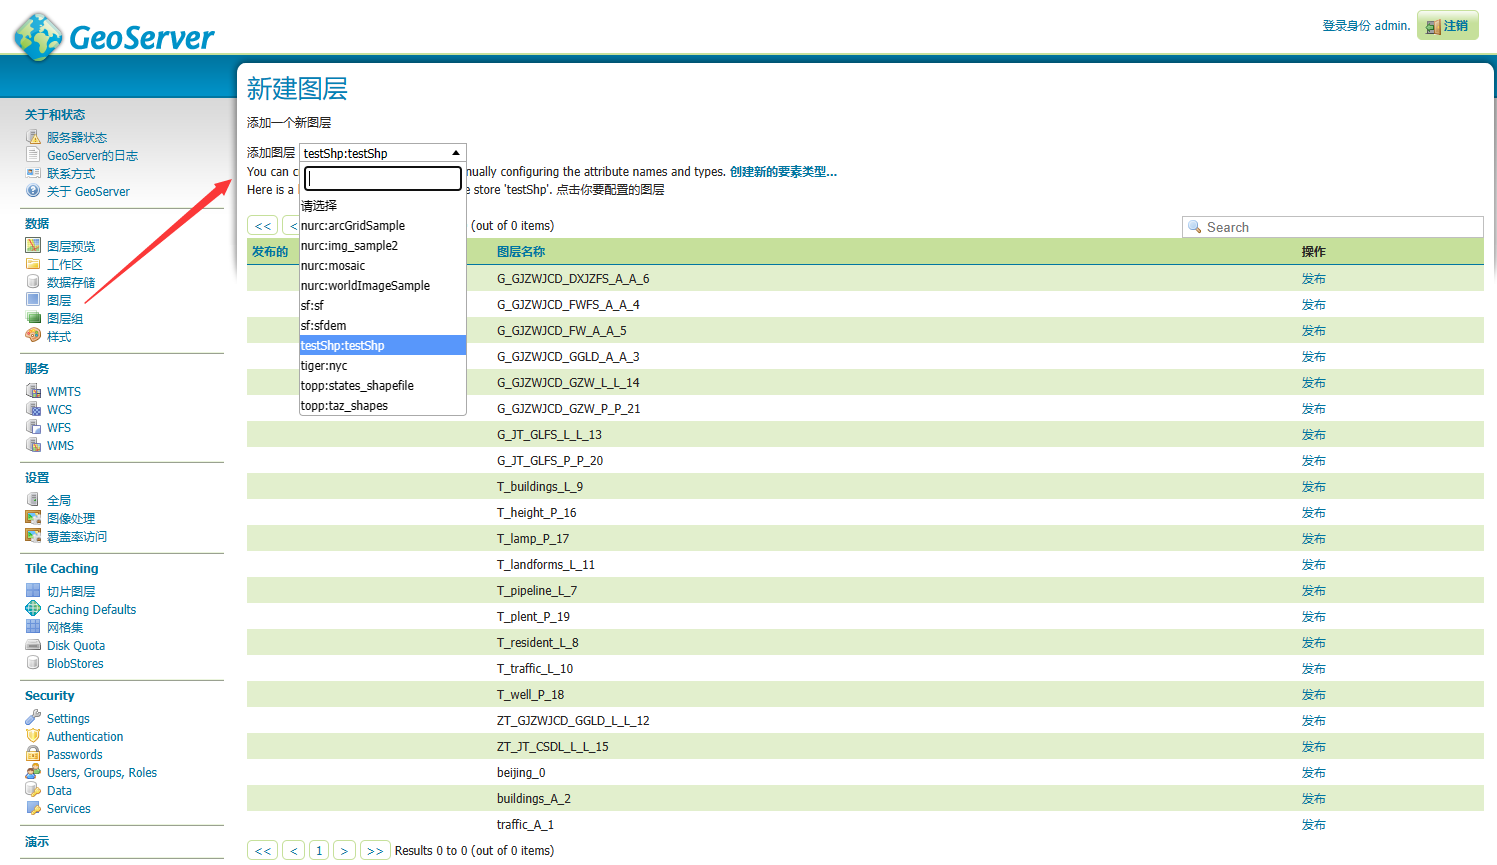 GeoServer
登录身份 admin.
注销
关于和状态
服务器状态
GeoServer的日志
联系方式
关于 GeoServer
数据
图层预览
工作区
数据存储
图层
图层组
样式
服务
WMTS
WCS
WFS
WMS
设置
全局
图像处理
覆盖率访问
Tile Caching
切片图层
Caching Defaults
网格集
Disk Quota
BlobStores
Security
Settings
Authentication
Passwords
Users, Groups, Roles
Data
Services
演示
新建图层
添加一个新图层
添加图层 testShp:testShp
You can c nually configuring the attribute names and types. 创建新的要素类型...
Here is a e store 'testShp'. 点击你要配置的图层
请选择
nurc:arcGridSample
nurc:img_sample2
nurc:mosaic
nurc:worldImageSample
sf:sf
sf:sfdem
testShp:testShp
tiger:nyc
topp:states_shapefile
topp:taz_shapes
<< < (out of 0 items)
Search
发布的 图层名称 操作
G_GJZWJCD_DXJZFS_A_A_6 发布
G_GJZWJCD_FWFS_A_A_4 发布
G_GJZWJCD_FW_A_A_5 发布
G_GJZWJCD_GGLD_A_A_3 发布
G_GJZWJCD_GZW_L_L_14 发布
G_GJZWJCD_GZW_P_P_21 发布
G_JT_GLFS_L_L_13 发布
G_JT_GLFS_P_P_20 发布
T_buildings_L_9 发布
T_height_P_16 发布
T_lamp_P_17 发布
T_landforms_L_11 发布
T_pipeline_L_7 发布
T_plent_P_19 发布
T_resident_L_8 发布
T_traffic_L_10 发布
T_well_P_18 发布
ZT_GJZWJCD_GGLD_L_L_12 发布
ZT_JT_CSDL_L_L_15 发布
beijing_0 发布
buildings_A_2 发布
traffic_A_1 发布
<< < 1 > >> Results 0 to 0 (out of 0 items)